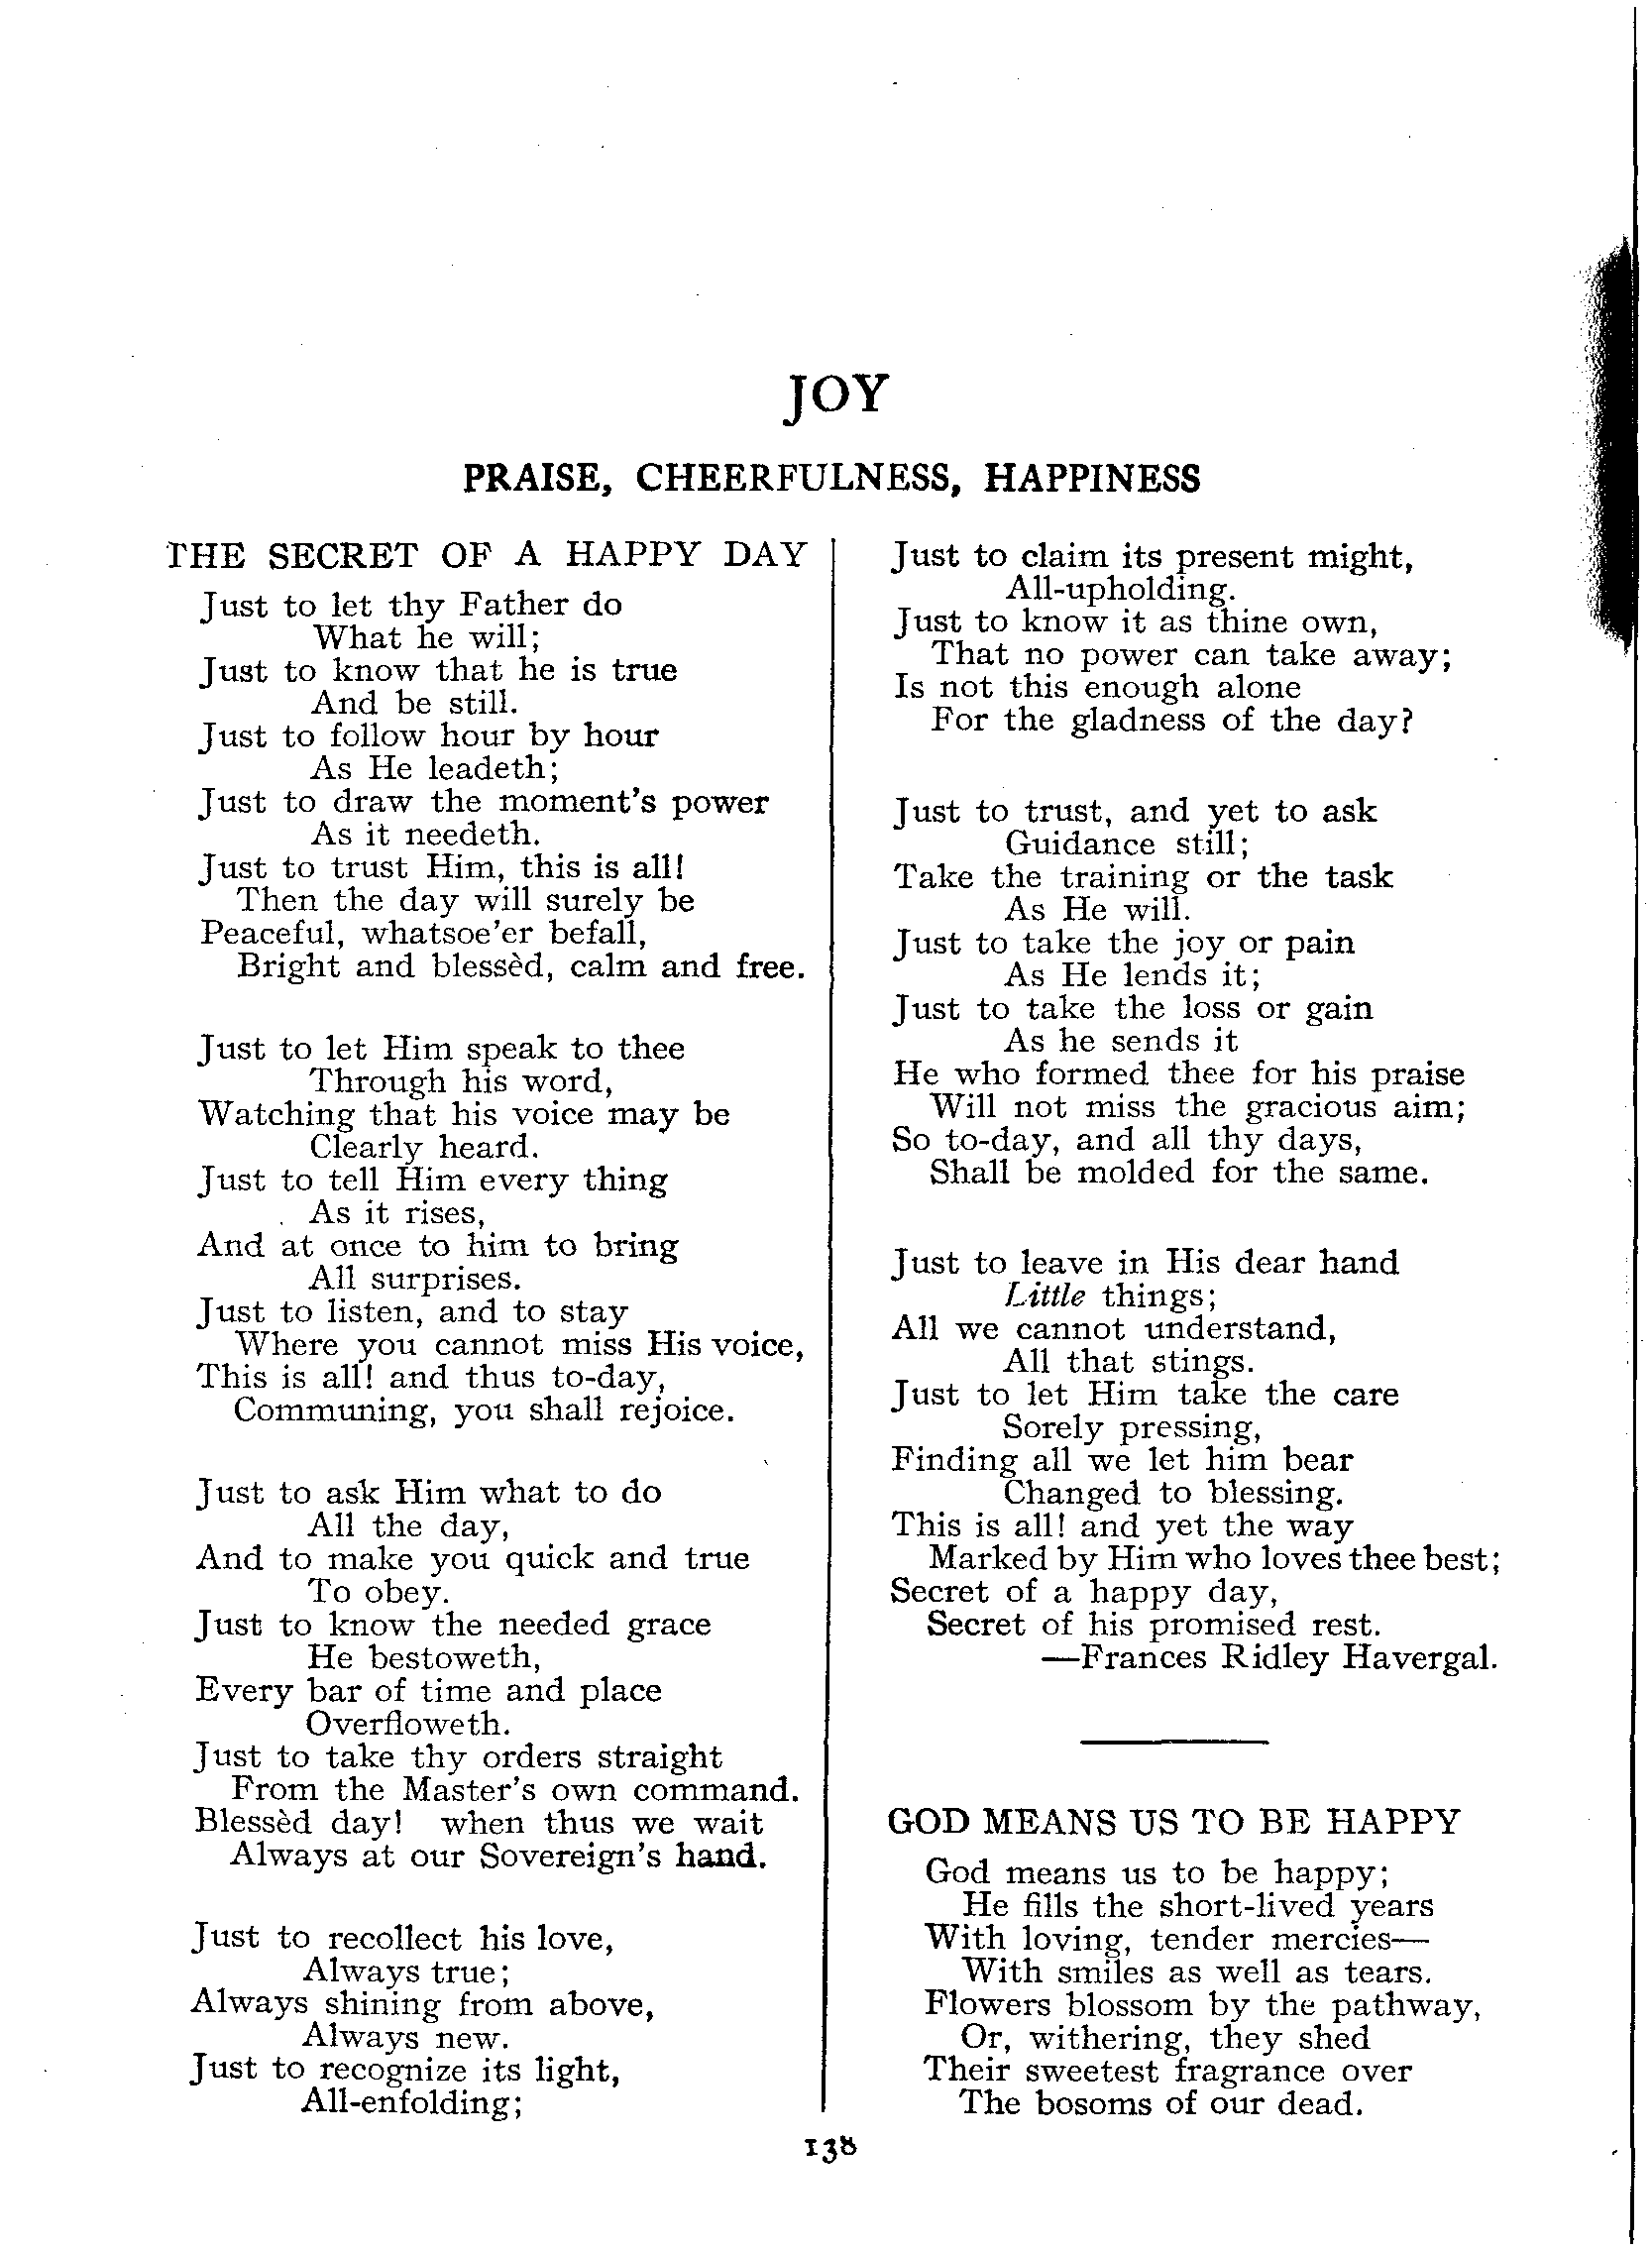 JOY
PRAISE, CHEERFULNESS, HAPPINESS
THE SECRET OF A HAPPY DAY
Just to let thy Father do
What he will;
Just to know that he is true
And be still.
Just to follow hour by hour
As He leadeth;
Just to draw the moment's power
As it needeth.
Just to trust Him, this is all!
Then the day will surely be
Peaceful, whatsoe'er befall,
Bright and blessèd, calm and free.
Just to let Him speak to thee
Through his word,
Watching that his voice may be
Clearly heard.
Just to tell Him every thing
As it rises,
And at once to him to bring
All surprises.
Just to listen, and to stay
Where you cannot miss His voice,
This is all! and thus to-day,
Communing, you shall rejoice.
Just to ask Him what to do
All the day,
And to make you quick and true
To obey.
Just to know the needed grace
He bestoweth,
Every bar of time and place
Overfloweth.
Just to take thy orders straight
From the Master's own command.
Blessèd day! when thus we wait
Always at our Sovereign's hand.
Just to recollect his love,
Always true;
Always shining from above,
Always new.
Just to recognize its light,
All-enfolding;
Just to claim its present might,
All-upholding.
Just to know it as thine own,
That no power can take away;
Is not this enough alone
For the gladness of the day?
Just to trust, and yet to ask
Guidance still;
Take the training or the task
As He will.
Just to take the joy or pain
As He lends it;
Just to take the loss or gain
As he sends it
He who formed thee for his praise
Will not miss the gracious aim;
So to-day, and all thy days,
Shall be molded for the same.
Just to leave in His dear hand
Little things;
All we cannot understand,
All that stings.
Just to let Him take the care
Sorely pressing,
Finding all we let him bear
Changed to blessing.
This is all! and yet the way
Marked by Him who loves thee best;
Secret of a happy day,
Secret of his promised rest.
—Frances Ridley Havergal.
GOD MEANS US TO BE HAPPY
God means us to be happy;
He fills the short-lived years
With loving, tender mercies—
With smiles as well as tears.
Flowers blossom by the pathway,
Or, withering, they shed
Their sweetest fragrance over
The bosoms of our dead.
138